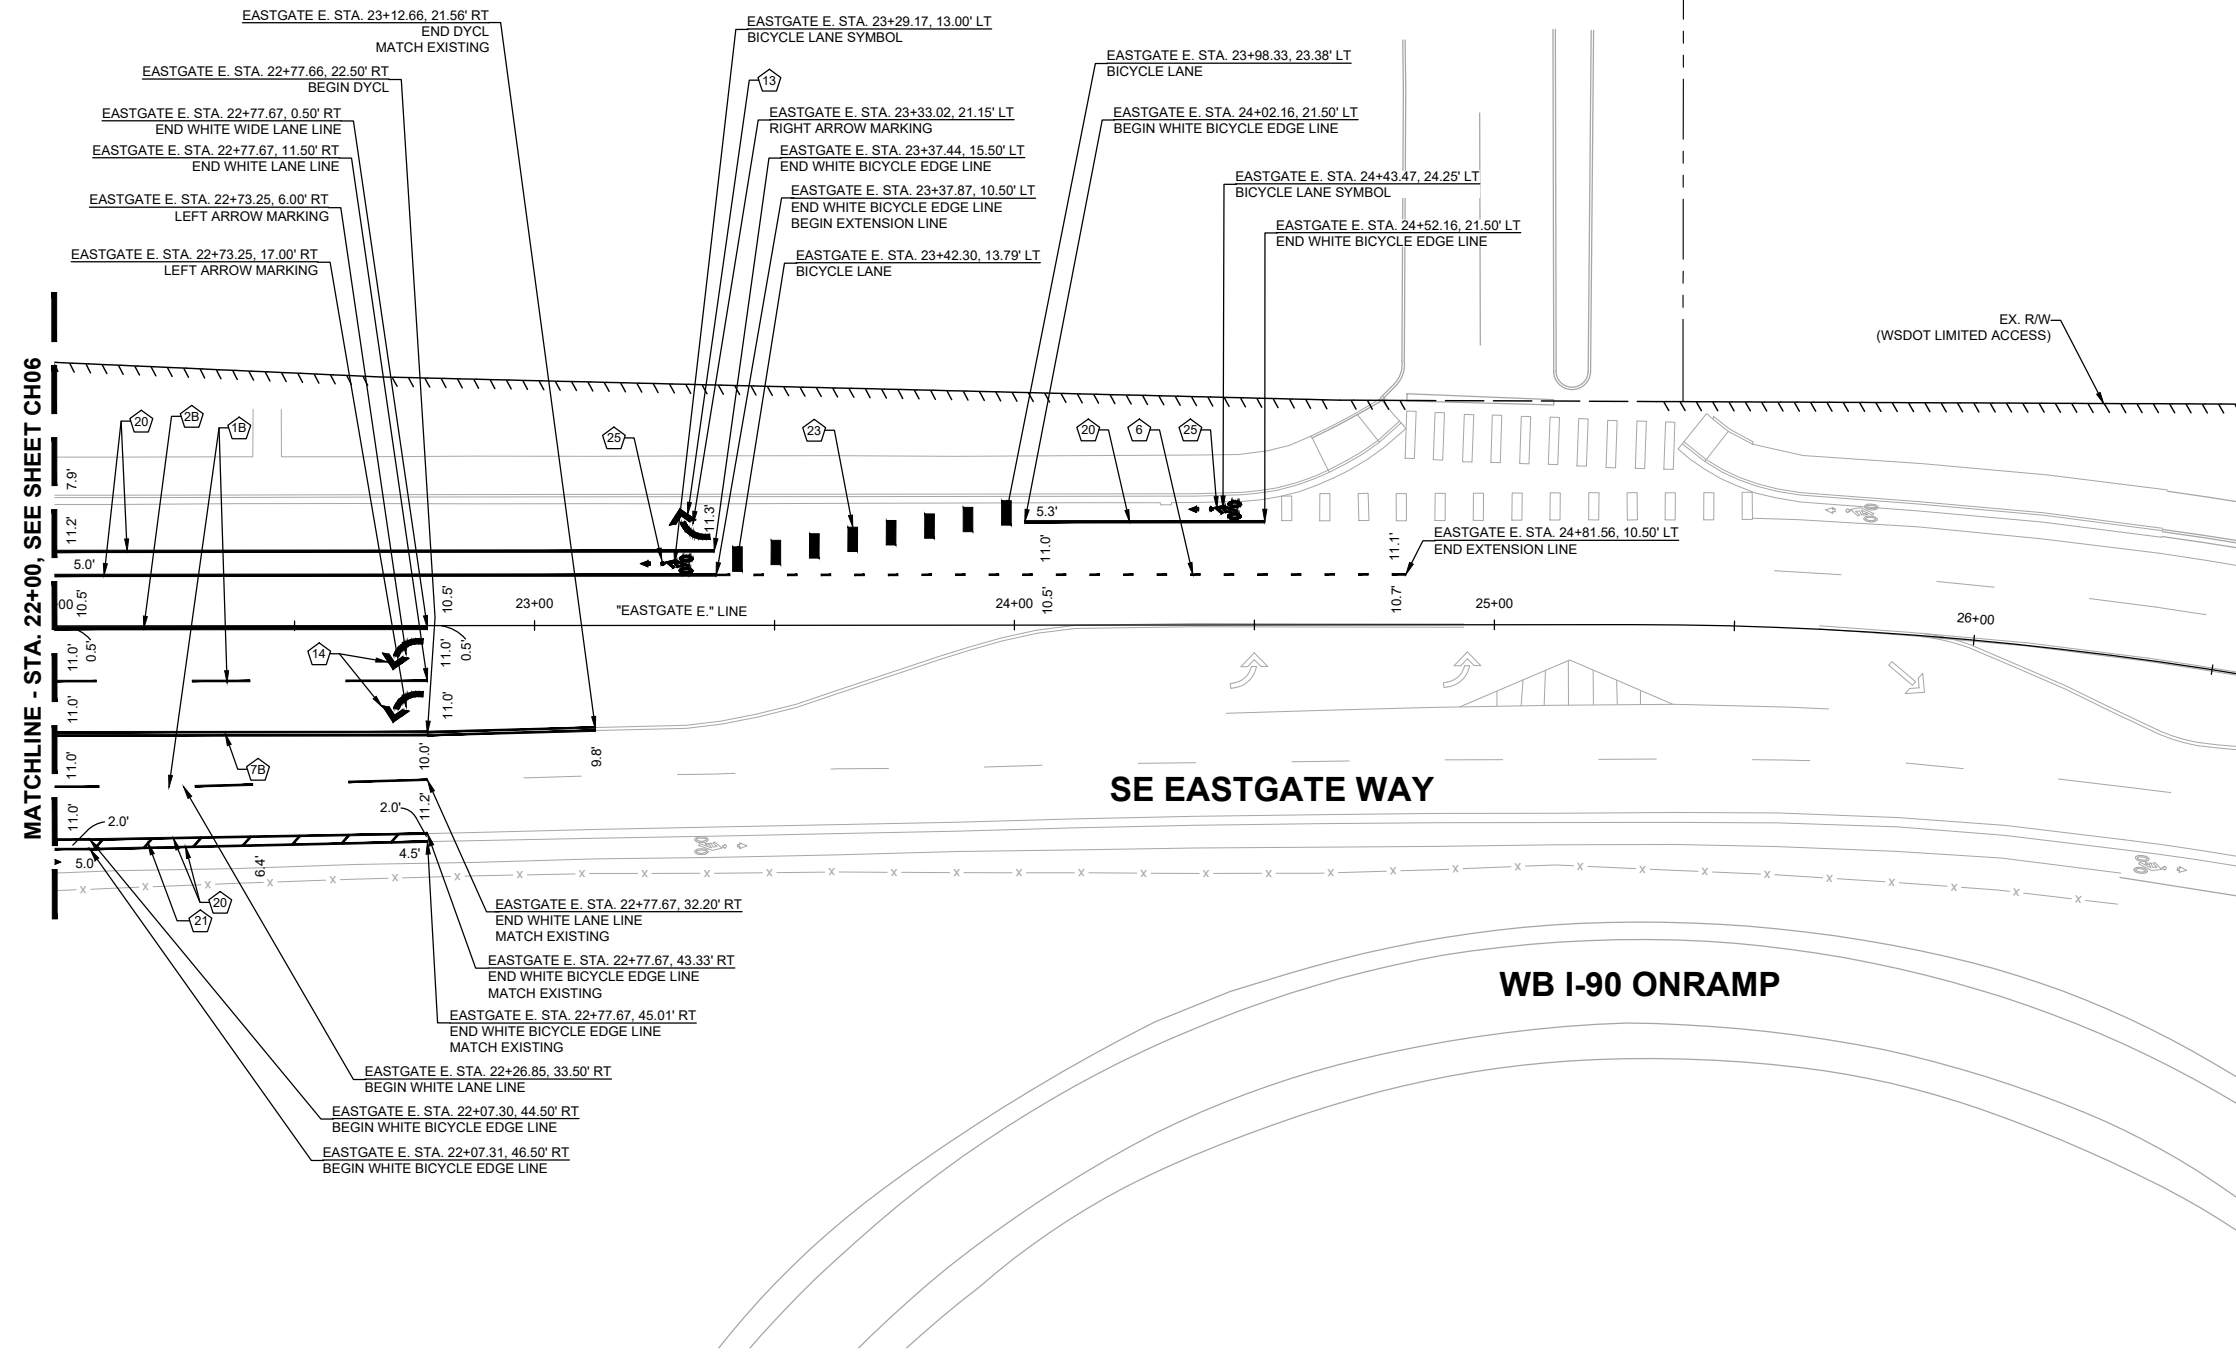 EASTGATE E. STA. 23+12.66, 21.56' RT
END DYCL
MATCH EXISTING
EASTGATE E. STA. 22+77.66, 22.50' RT
BEGIN DYCL
EASTGATE E. STA. 22+77.67, 0.50' RT
END WHITE WIDE LANE LINE
EASTGATE E. STA. 22+77.67, 11.50' RT
END WHITE LANE LINE
EASTGATE E. STA. 22+73.25, 6.00' RT
LEFT ARROW MARKING
EASTGATE E. STA. 22+73.25, 17.00' RT
LEFT ARROW MARKING
EASTGATE E. STA. 23+29.17, 13.00' LT
BICYCLE LANE SYMBOL
13
EASTGATE E. STA. 23+33.02, 21.15' LT
RIGHT ARROW MARKING
EASTGATE E. STA. 23+37.44, 15.50' LT
END WHITE BICYCLE EDGE LINE
EASTGATE E. STA. 23+37.87, 10.50' LT
END WHITE BICYCLE EDGE LINE
BEGIN EXTENSION LINE
EASTGATE E. STA. 23+42.30, 13.79' LT
BICYCLE LANE
EASTGATE E. STA. 23+98.33, 23.38' LT
BICYCLE LANE
EASTGATE E. STA. 24+02.16, 21.50' LT
BEGIN WHITE BICYCLE EDGE LINE
EASTGATE E. STA. 24+43.47, 24.25' LT
BICYCLE LANE SYMBOL
EASTGATE E. STA. 24+52.16, 21.50' LT
END WHITE BICYCLE EDGE LINE
EX. R/W
(WSDOT LIMITED ACCESS)
MATCHLINE - STA. 22+00, SEE SHEET CH06
20
2B
1B
25
23
20
6
25
7.9'
11.2'
11.3'
5.3'
5.0'
11.0'
11.1'
EASTGATE E. STA. 24+81.56, 10.50' LT
END EXTENSION LINE
00
10.5'
10.5'
23+00
"EASTGATE E." LINE
24+00
10.5'
10.7'
25+00
26+00
11.0'
0.5'
14
11.0'
0.5'
11.0'
11.0'
11.0'
7B
10.0'
9.8'
SE EASTGATE WAY
11.0'
2.0'
2.0'
11.2'
5.0'
6.4'
4.5'
x x x x x x x x x x x x x x x x x x x x x x x x x x x x x x x x x
20
21
EASTGATE E. STA. 22+77.67, 32.20' RT
END WHITE LANE LINE
MATCH EXISTING
EASTGATE E. STA. 22+77.67, 43.33' RT
END WHITE BICYCLE EDGE LINE
MATCH EXISTING
EASTGATE E. STA. 22+77.67, 45.01' RT
END WHITE BICYCLE EDGE LINE
MATCH EXISTING
EASTGATE E. STA. 22+26.85, 33.50' RT
BEGIN WHITE LANE LINE
EASTGATE E. STA. 22+07.30, 44.50' RT
BEGIN WHITE BICYCLE EDGE LINE
EASTGATE E. STA. 22+07.31, 46.50' RT
BEGIN WHITE BICYCLE EDGE LINE
WB I-90 ONRAMP